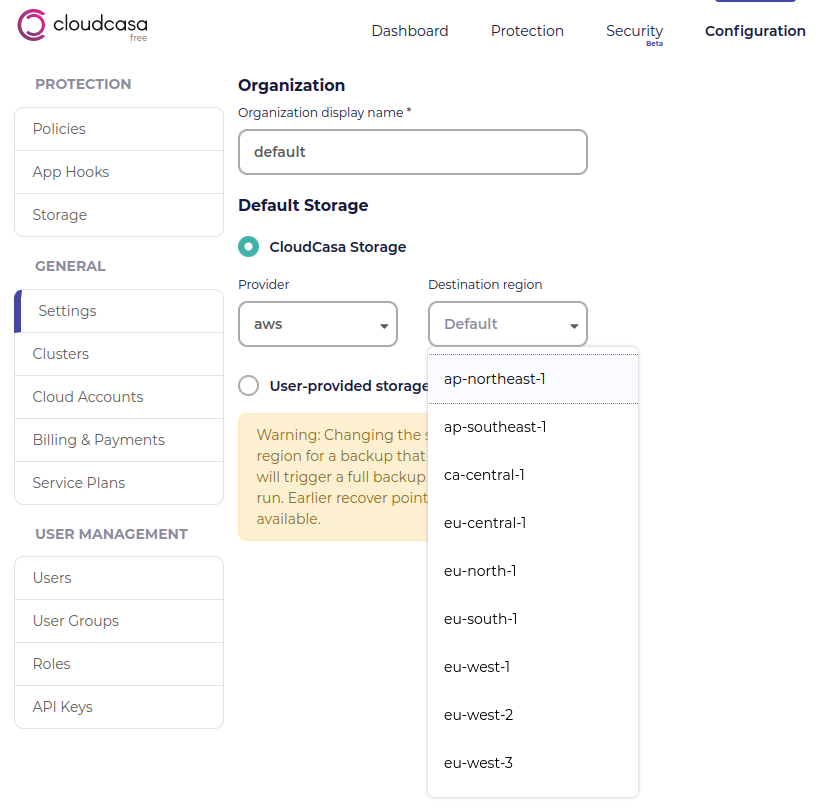 cloudcasa
free
Dashboard
Protection
Security
Beta
Configuration
PROTECTION
Policies
App Hooks
Storage
GENERAL
Settings
Clusters
Cloud Accounts
Billing & Payments
Service Plans
USER MANAGEMENT
Users
User Groups
Roles
API Keys
Organization
Organization display name *
default
Default Storage
CloudCasa Storage
Provider
aws
Destination region
Default
ap-northeast-1
ap-southeast-1
ca-central-1
eu-central-1
eu-north-1
eu-south-1
eu-west-1
eu-west-2
eu-west-3
User-provided storage
Warning: Changing the s
region for a backup that
will trigger a full backup
run. Earlier recover point
available.